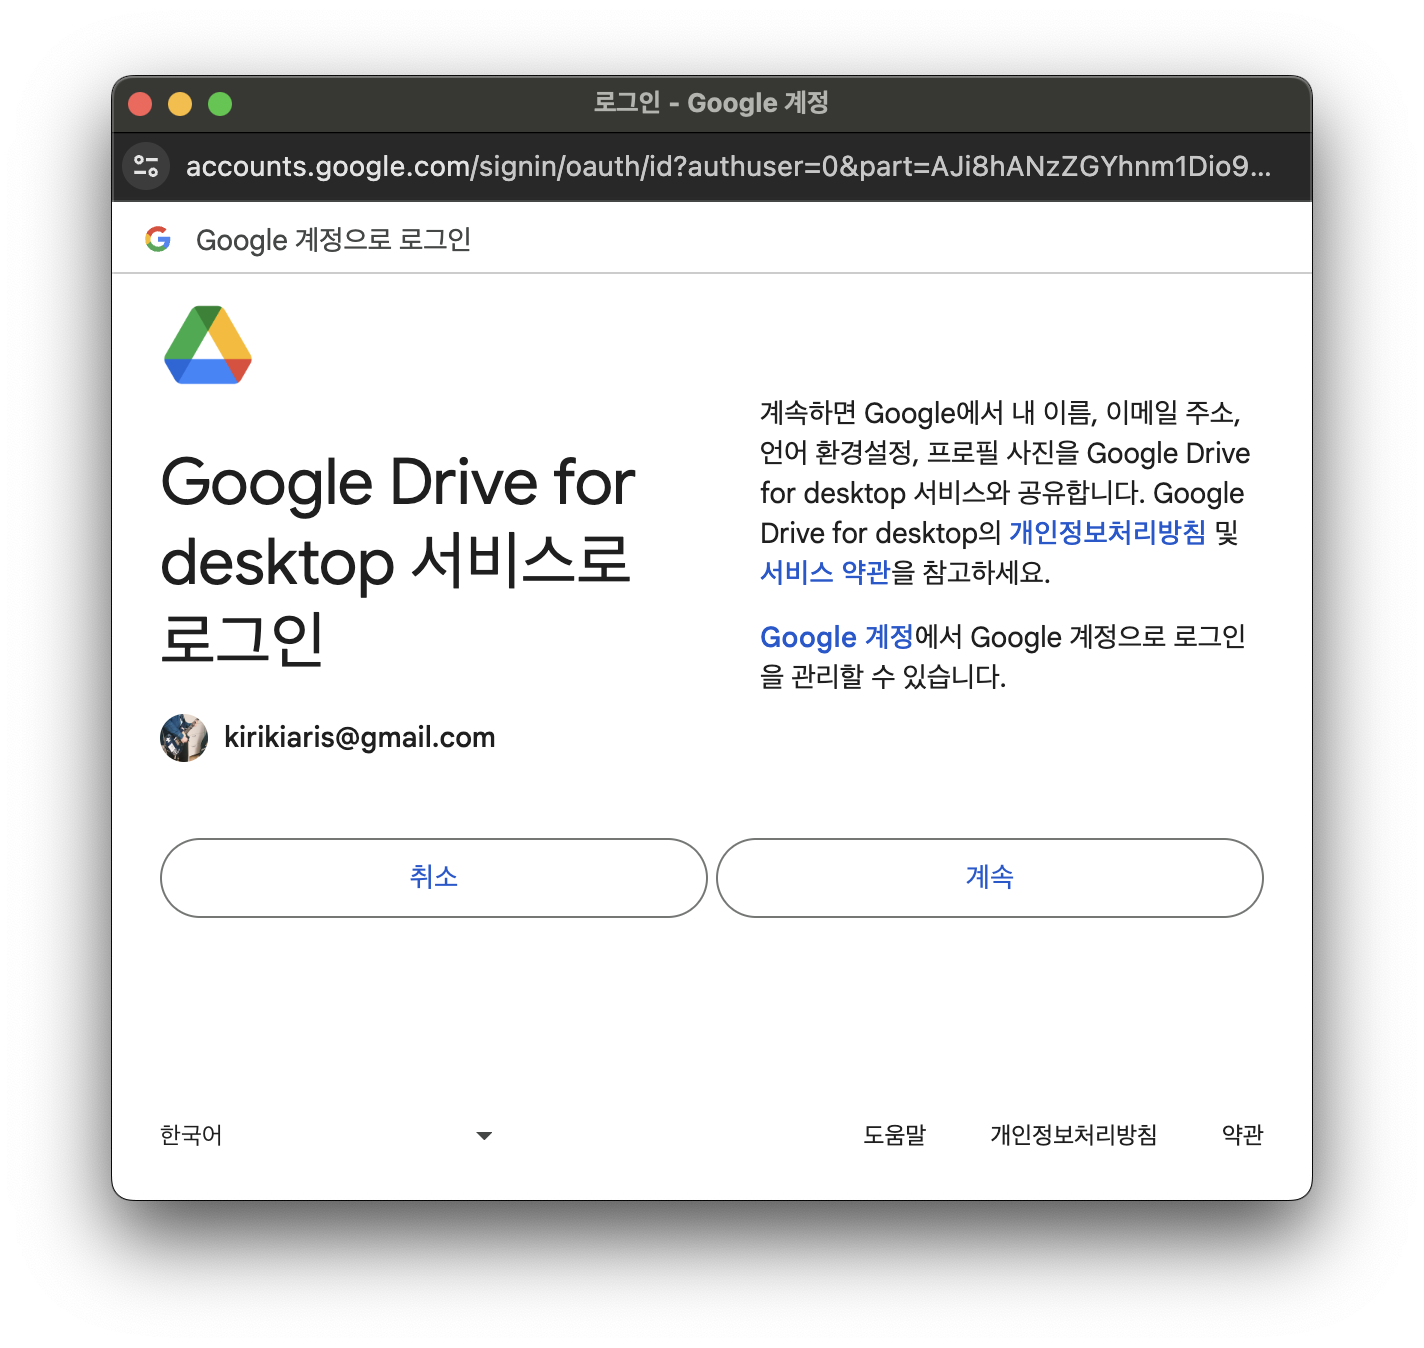 로그인 - Google 계정
accounts.google.com/signin/oauth/id?authuser=0&part=AJi8hANzZGYhnm1Dio9...
Google 계정으로 로그인
Google Drive for
desktop 서비스로
로그인
kirikiaris@gmail.com
계속하면 Google에서 내 이름, 이메일 주소,
언어 환경설정, 프로필 사진을 Google Drive
for desktop 서비스와 공유합니다. Google
Drive for desktop의 개인정보처리방침 및
서비스 약관을 참고하세요.
Google 계정에서 Google 계정으로 로그인
을 관리할 수 있습니다.
취소
계속
한국어
도움말
개인정보처리방침
약관